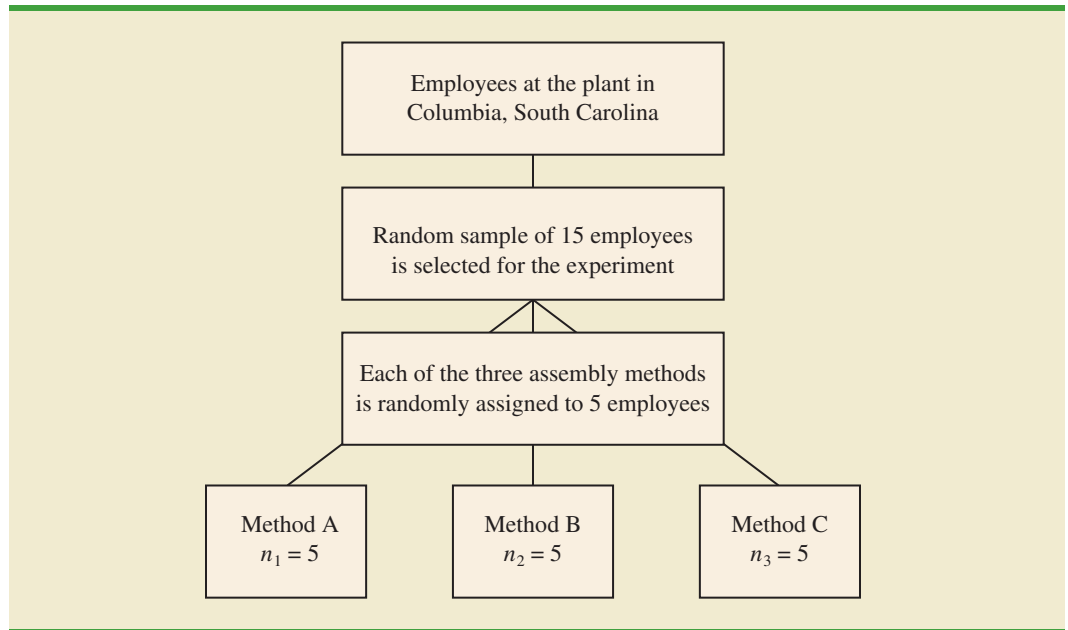 Employees at the plant in
Columbia, South Carolina
Random sample of 15 employees
is selected for the experiment
Each of the three assembly methods
is randomly assigned to 5 employees
Method A
n₁ = 5
Method B
n₂ = 5
Method C
n₃ = 5